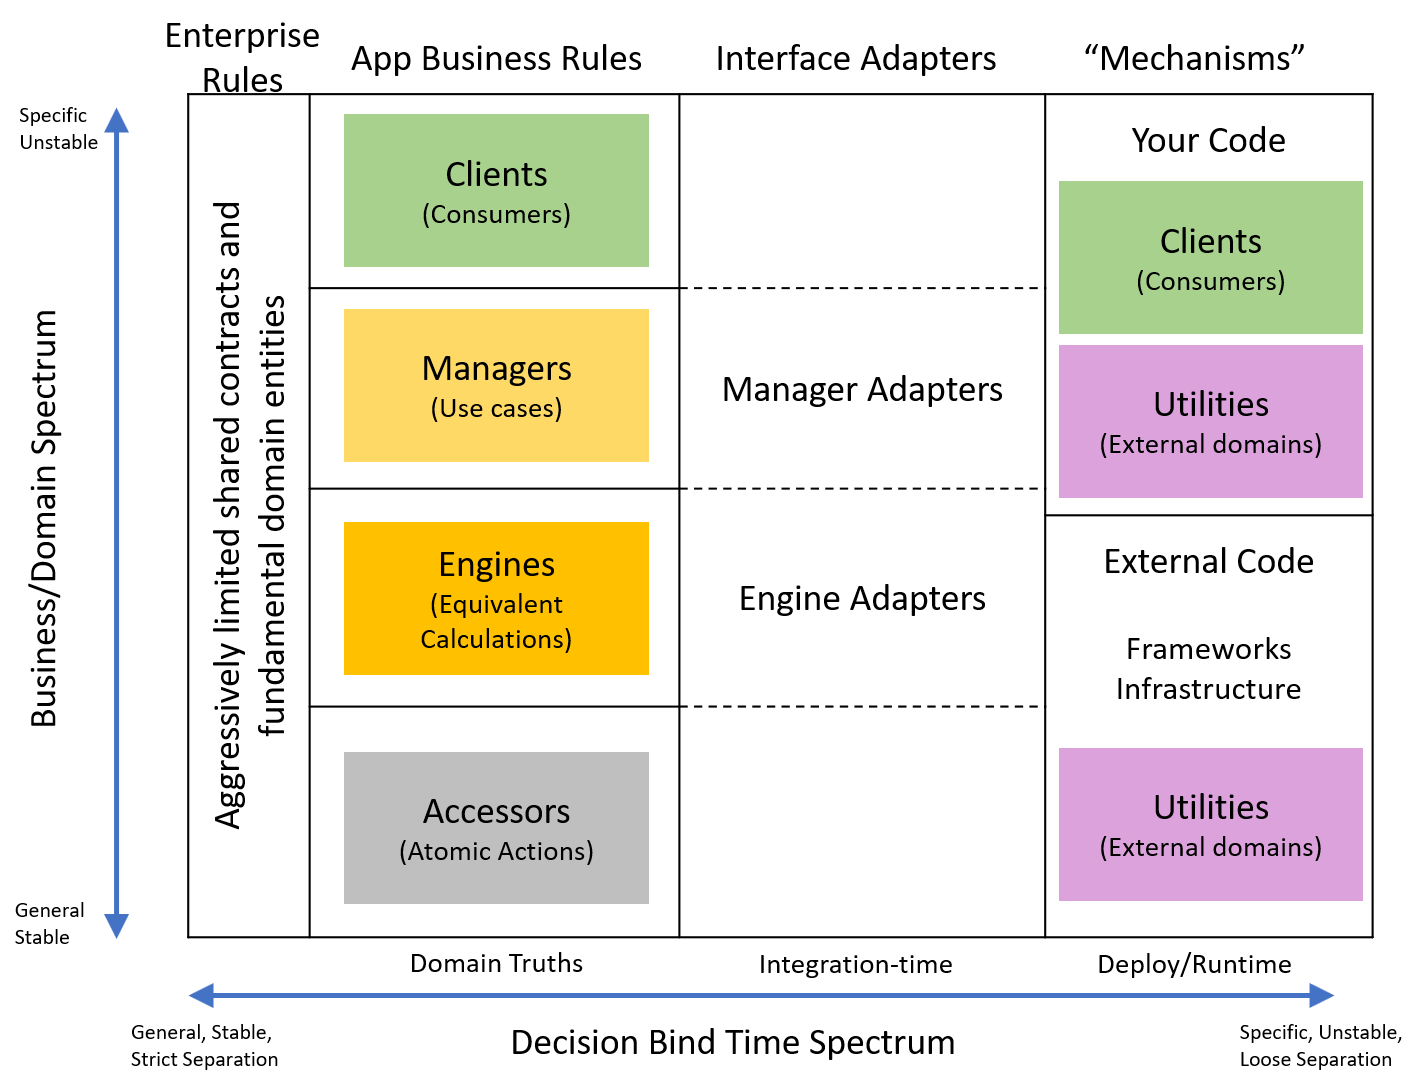 Enterprise
Rules
App Business Rules
Interface Adapters
“Mechanisms”
Specific
Unstable
Business/Domain Spectrum
General
Stable
Aggressively limited shared contracts and
fundamental domain entities
Clients
(Consumers)
Managers
(Use cases)
Engines
(Equivalent
Calculations)
Accessors
(Atomic Actions)
Manager Adapters
Engine Adapters
Your Code
Clients
(Consumers)
Utilities
(External domains)
External Code
Frameworks
Infrastructure
Utilities
(External domains)
Domain Truths
Integration-time
Deploy/Runtime
General, Stable,
Strict Separation
Decision Bind Time Spectrum
Specific, Unstable,
Loose Separation